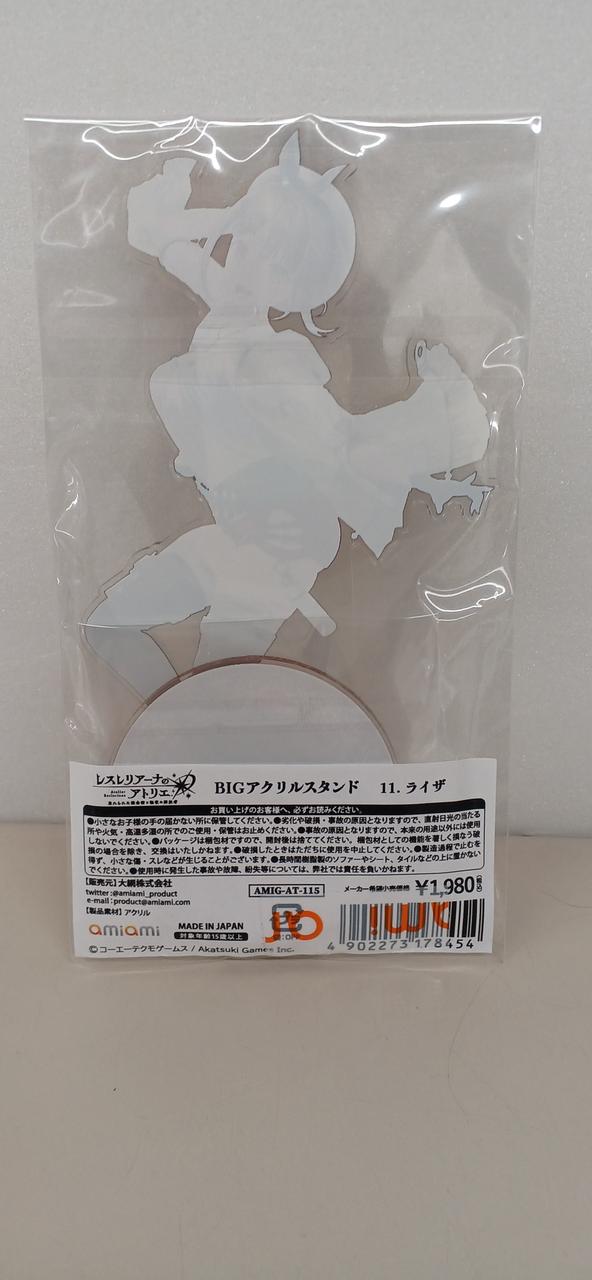 レスレリアーナの
アトリエ
Atelier
Resleriana
忘れられた錬金術と極夜の解放者
BIGアクリルスタンド 11. ライザ
お買い上げのお客様へ、必ずお読みください。
●小さなお子様の手の届かない所に保管してください。●劣化や破損・事故の原因となりますので、直射日光の当たる
所や火気・高温多湿の所でのご使用・保管はお止めください。●事故の原因となりますので、本来の用途以外には使用
しないでください。●パッケージは梱包材ですので、開封後は捨ててください。梱包材としての機能を著しく損なう破
損の場合を除き、交換はいたしかねます。●破損したときはただちに使用を中止してください。●製造過程で止むを
得ず、小さな傷・スレなどが生じることがございます。●長時間樹脂製のソファーやシート、タイルなどの上に置かない
でください。●使用時に発生した事故や故障、紛失等については、弊社では責任を負いかねます。
【販売元】大網株式会社
twitter:@amiami_product
e-mail:product@amiami.com
【製品素材】アクリル
AMIG-AT-115
メーカー希望小売価格 ¥1,980
amiami
MADE IN JAPAN
対象年齢15歳以上
4 902273 178454
©コーエーテクモゲームス / Akatsuki Games Inc.